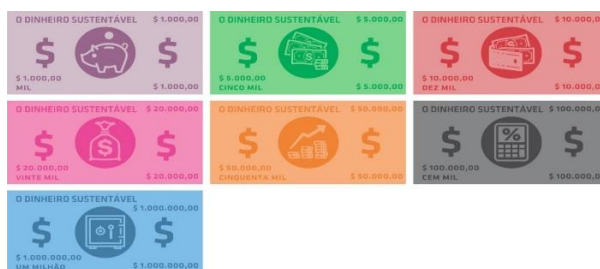 O DINHEIRO SUSTENTÁVEL $ 1.000,00
$ $
$ 1.000,00
MIL $ 1.000,00
O DINHEIRO SUSTENTÁVEL $ 5.000,00
$ $
$ 5.000,00
CINCO MIL $ 5.000,00
O DINHEIRO SUSTENTÁVEL $ 10.000,00
$ $
$ 10.000,00
DEZ MIL $ 10.000,00
O DINHEIRO SUSTENTÁVEL $ 20.000,00
$ $ $
$ 20.000,00
VINTE MIL $ 20.000,00
O DINHEIRO SUSTENTÁVEL $ 50.000,00
$ $
$ 50.000,00
CINQUENTA MIL $ 50.000,00
O DINHEIRO SUSTENTÁVEL $ 100.000,00
$ % $
$ 100.000,00
CEM MIL $ 100.000,00
O DINHEIRO SUSTENTÁVEL
$ 1.000.000,00
$ $
$ 1.000.000,00
UM MILHÃO $ 1.000.000,00